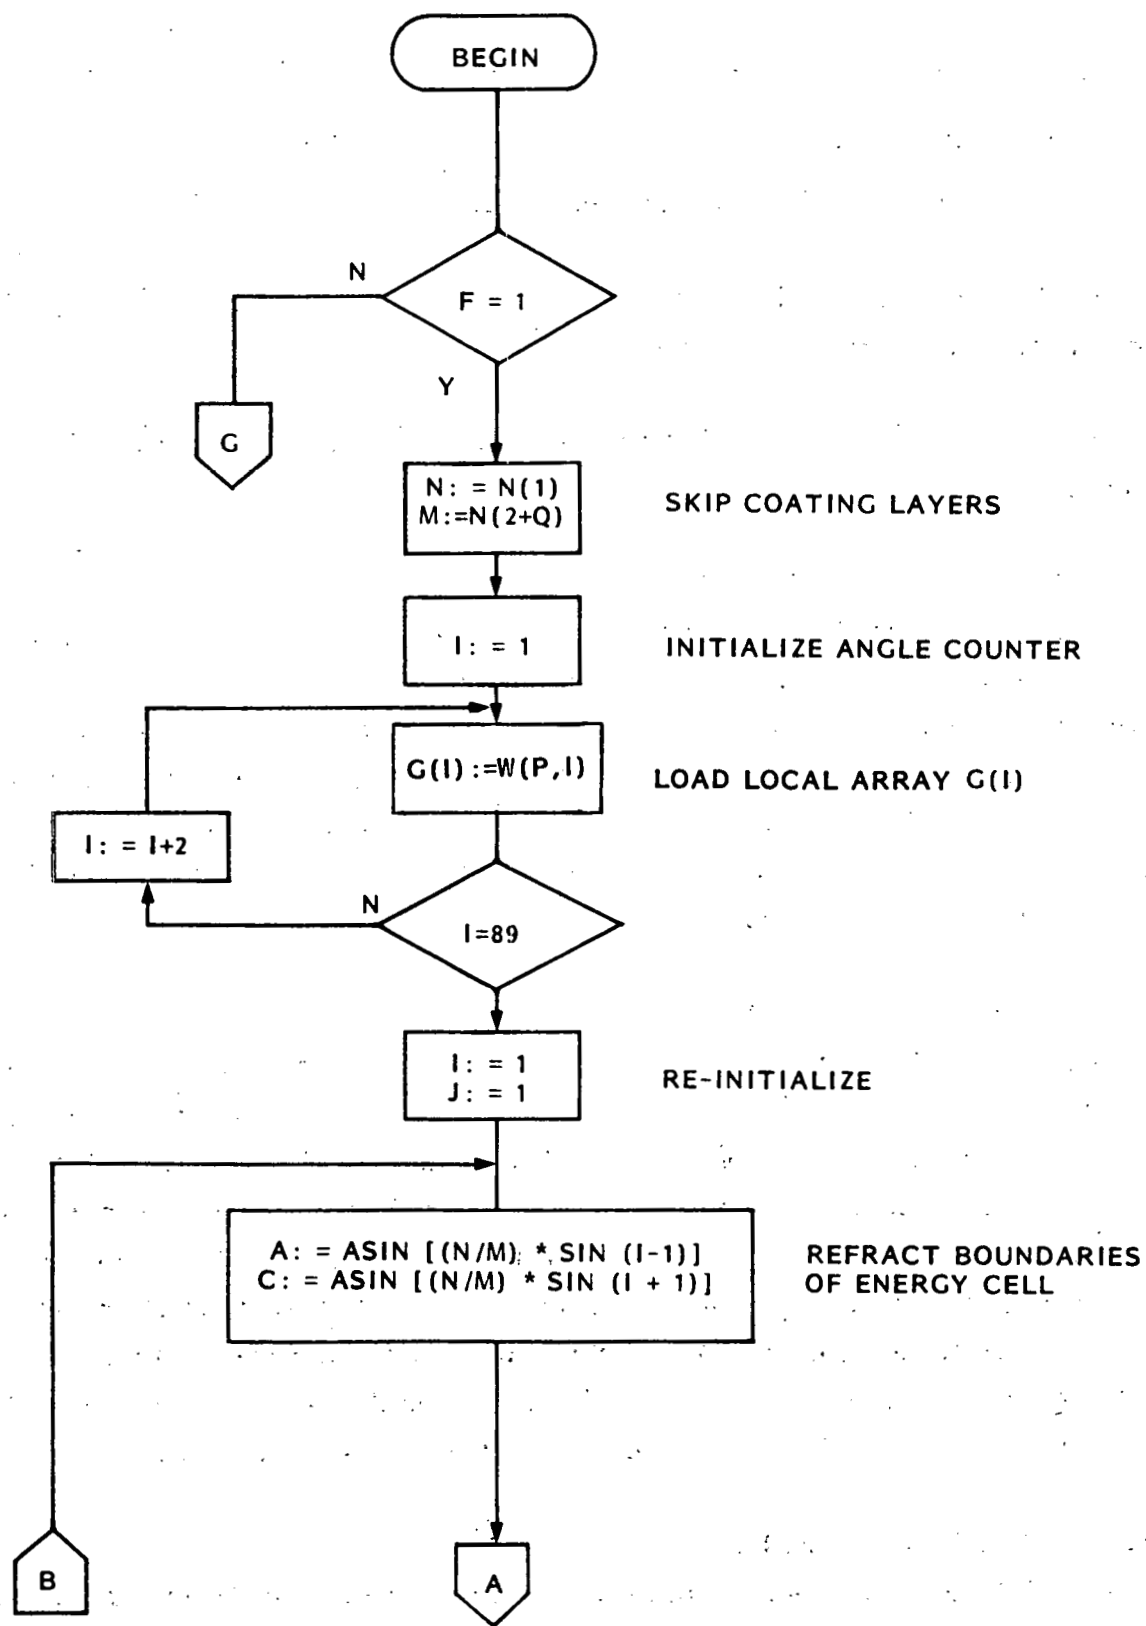 BEGIN
N
F = 1
Y
G
N: = N(1)
M:=N(2+Q)
SKIP COATING LAYERS
I: = 1
INITIALIZE ANGLE COUNTER
G(I):=W(P,I)
LOAD LOCAL ARRAY G(I)
I: = I+2
N
I=89
I: = 1
J: = 1
RE-INITIALIZE
A: = ASIN [(N/M) * SIN (I-1)]
C: = ASIN [(N/M) * SIN (I + 1)]
REFRACT BOUNDARIES
OF ENERGY CELL
B
A